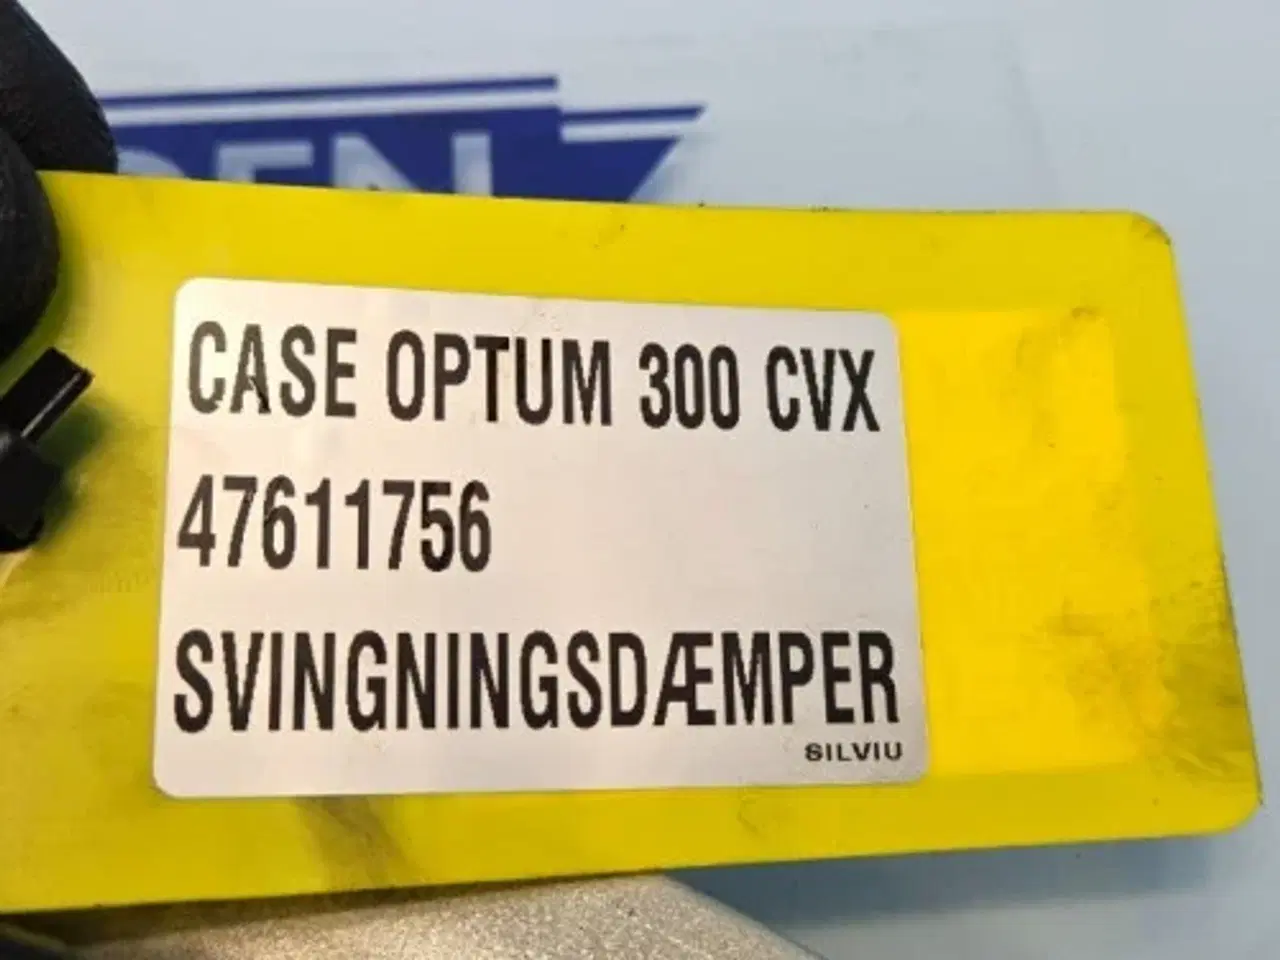 CASE OPTUM 300 CVX
47611756
SVINGNINGSDÆMPER
SILVIU